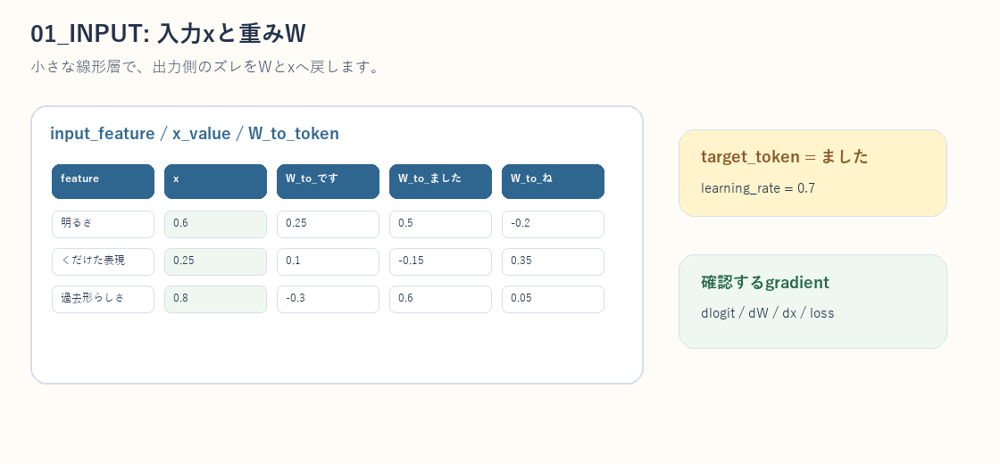 01_INPUT: 入力xと重みW
小さな線形層で、出力側のズレをWとxへ戻します。
input_feature / x_value / W_to_token
feature x W_to_です W_to_ました W_to_ね
明るさ 0.6 0.25 0.5 -0.2
くだけた表現 0.25 0.1 -0.15 0.35
過去形らしさ 0.8 -0.3 0.6 0.05
target_token = ました
learning_rate = 0.7
確認するgradient
dlogit / dW / dx / loss